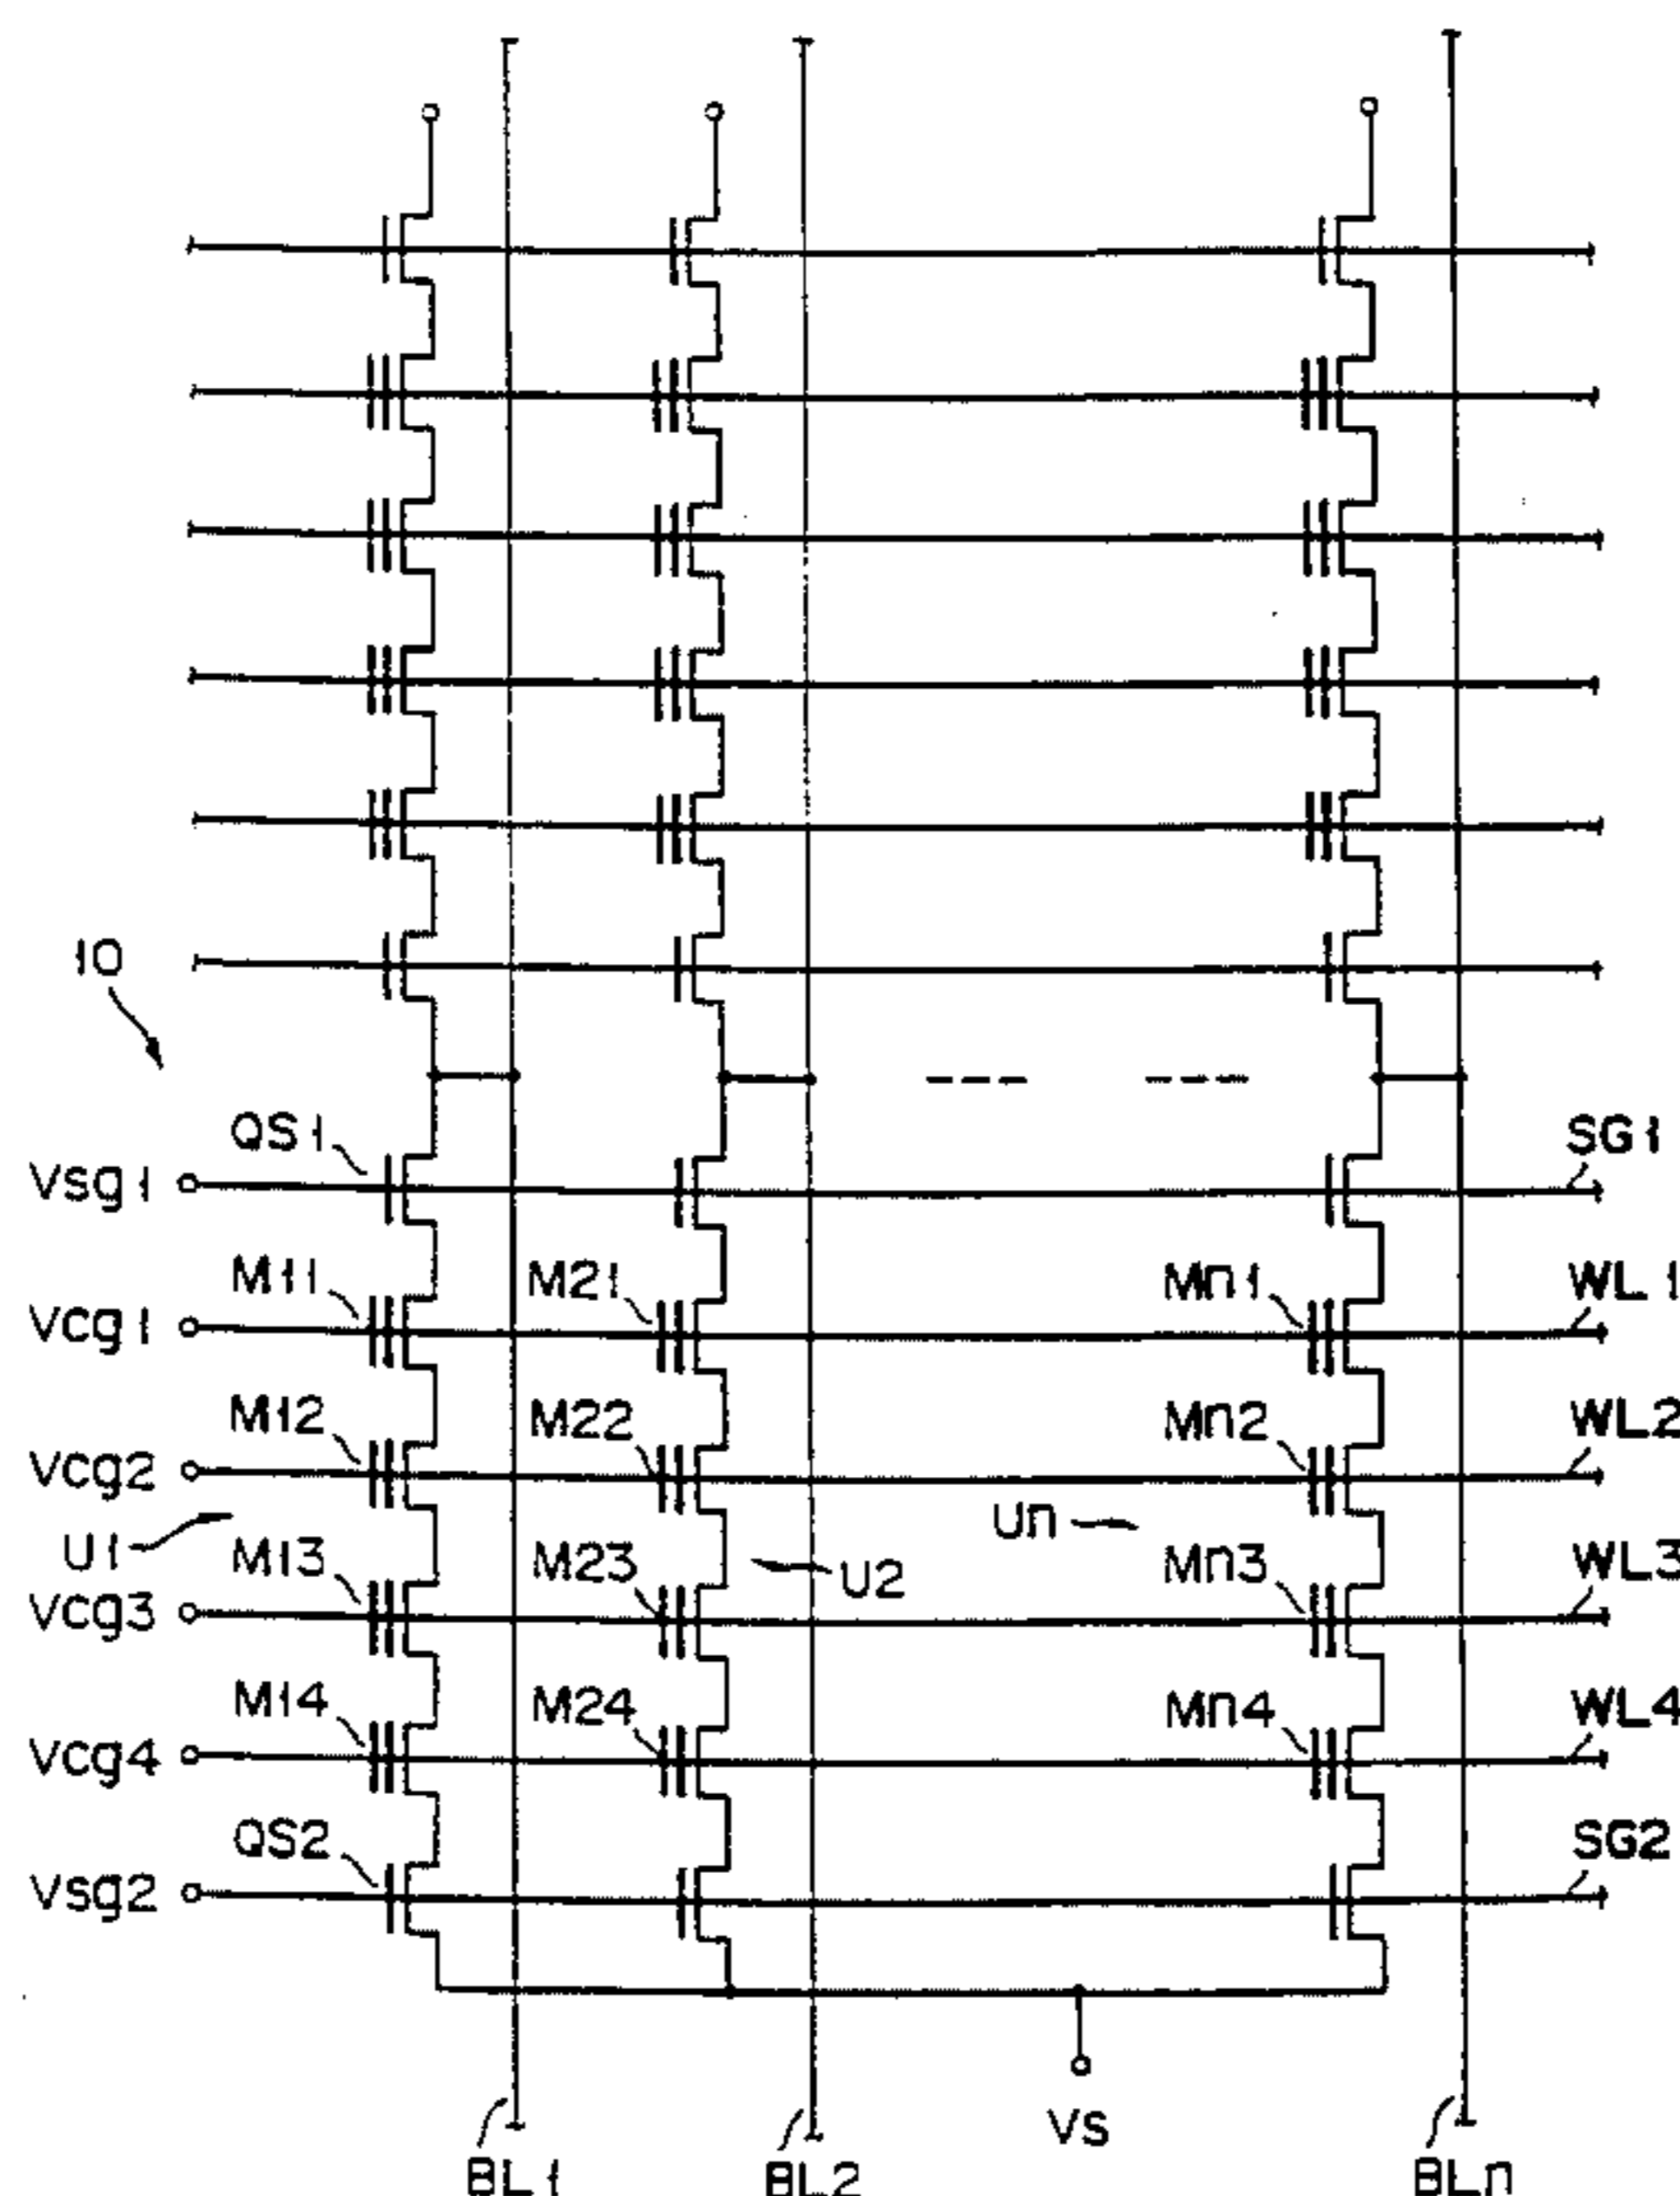 10
QS1
SG1
Vsg1
M11
M21
Mn1
WL1
Vcg1
M12
M22
Mn2
WL2
Vcg2
U1
Un
M13
M23
U2
Mn3
WL3
Vcg3
M14
M24
Mn4
WL4
Vcg4
QS2
SG2
Vsg2
Vs
BL1
BL2
BLn